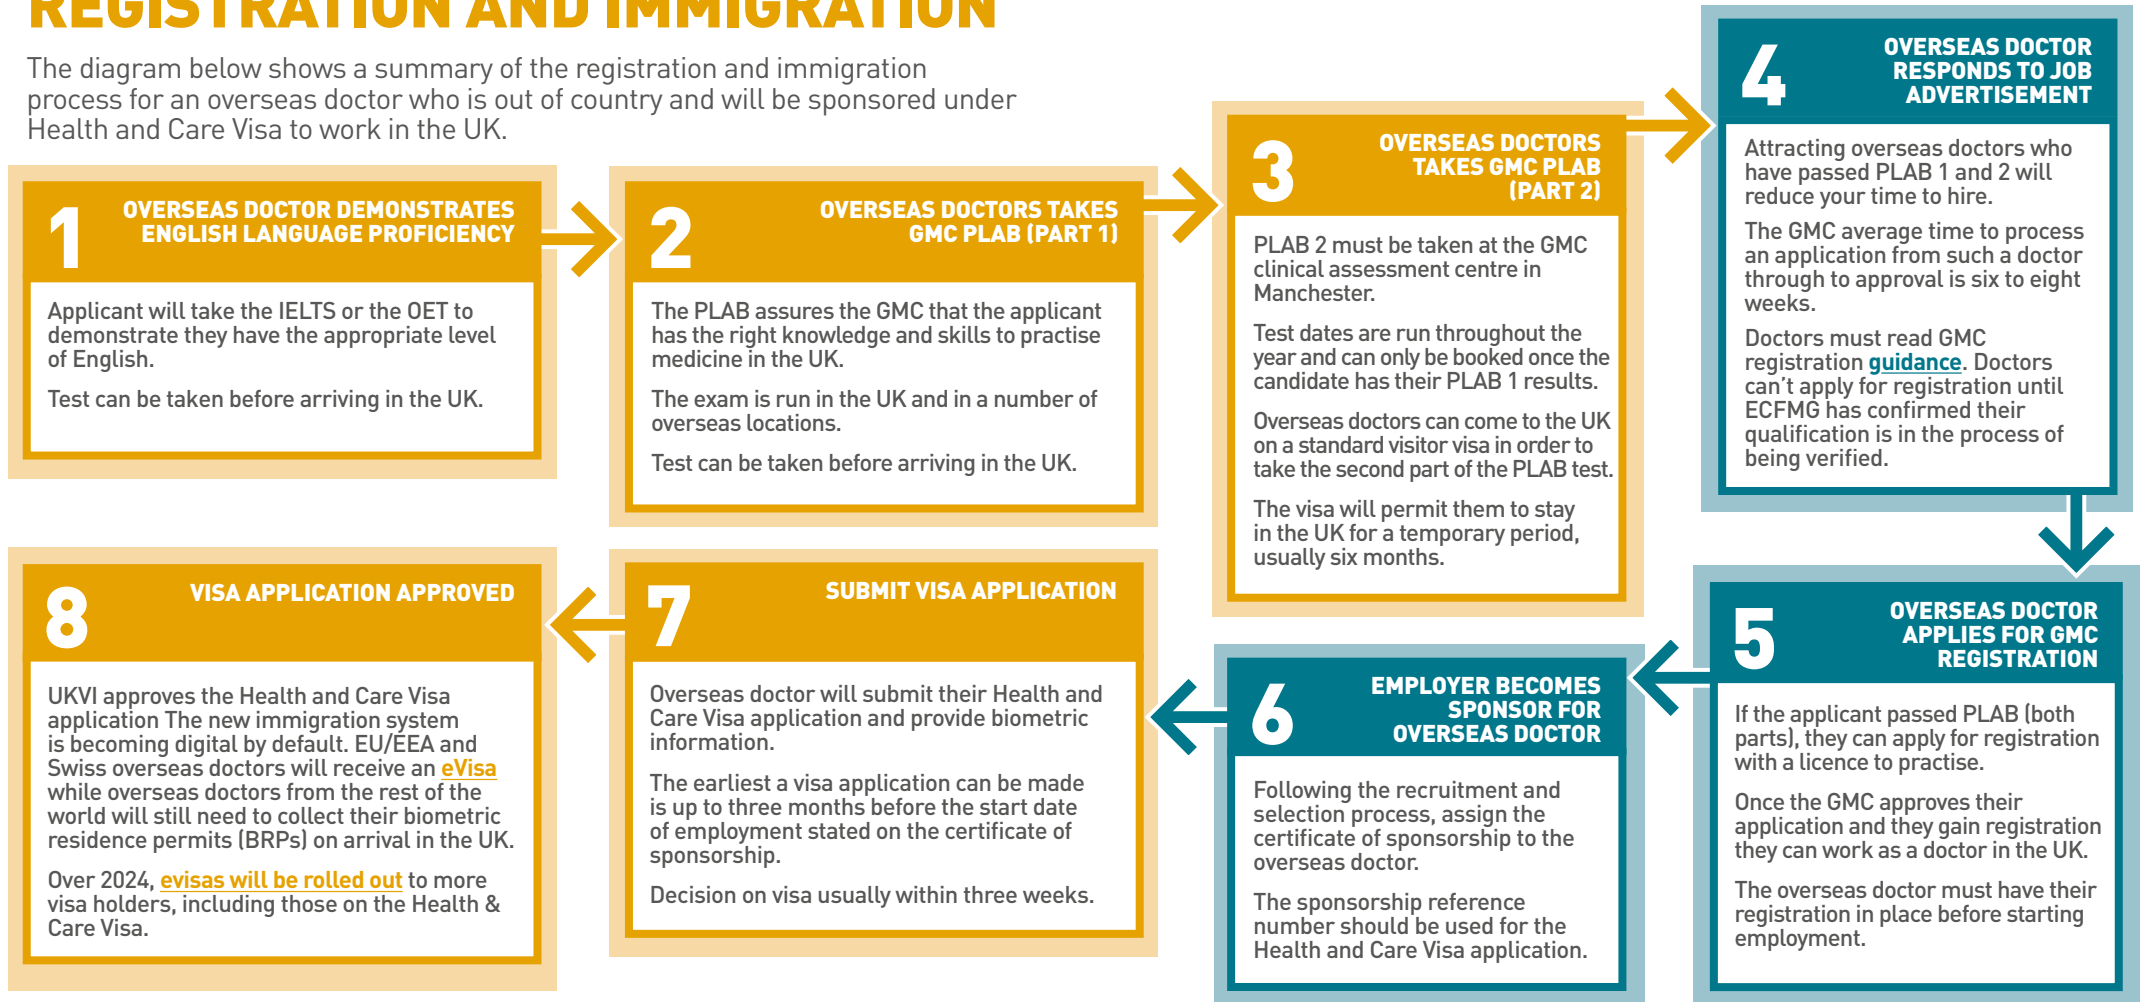 REGISTRATION AND IMMIGRATION
The diagram below shows a summary of the registration and immigration
process for an overseas doctor who is out of country and will be sponsored under
Health and Care Visa to work in the UK.
1
OVERSEAS DOCTOR DEMONSTRATES
ENGLISH LANGUAGE PROFICIENCY
Applicant will take the IELTS or the OET to
demonstrate they have the appropriate level
of English.
Test can be taken before arriving in the UK.
2
OVERSEAS DOCTORS TAKES
GMC PLAB (PART 1)
The PLAB assures the GMC that the applicant
has the right knowledge and skills to practise
medicine in the UK.
The exam is run in the UK and in a number of
overseas locations.
Test can be taken before arriving in the UK.
3
OVERSEAS DOCTORS
TAKES GMC PLAB
(PART 2)
PLAB 2 must be taken at the GMC
clinical assessment centre in
Manchester.
Test dates are run throughout the
year and can only be booked once the
candidate has their PLAB 1 results.
Overseas doctors can come to the UK
on a standard visitor visa in order to
take the second part of the PLAB test.
The visa will permit them to stay
in the UK for a temporary period,
usually six months.
4
OVERSEAS DOCTOR
RESPONDS TO JOB
ADVERTISEMENT
Attracting overseas doctors who
have passed PLAB 1 and 2 will
reduce your time to hire.
The GMC average time to process
an application from such a doctor
through to approval is six to eight
weeks.
Doctors must read GMC
registration guidance. Doctors
can't apply for registration until
ECFMG has confirmed their
qualification is in the process of
being verified.
5
OVERSEAS DOCTOR
APPLIES FOR GMC
REGISTRATION
If the applicant passed PLAB (both
parts), they can apply for registration
with a licence to practise.
Once the GMC approves their
application and they gain registration
they can work as a doctor in the UK.
The overseas doctor must have their
registration in place before starting
employment.
6
EMPLOYER BECOMES
SPONSOR FOR
OVERSEAS DOCTOR
Following the recruitment and
selection process, assign the
certificate of sponsorship to the
overseas doctor.
The sponsorship reference
number should be used for the
Health and Care Visa application.
7
SUBMIT VISA APPLICATION
Overseas doctor will submit their Health and
Care Visa application and provide biometric
information.
The earliest a visa application can be made
is up to three months before the start date
of employment stated on the certificate of
sponsorship.
Decision on visa usually within three weeks.
8
VISA APPLICATION APPROVED
UKVI approves the Health and Care Visa
application The new immigration system
is becoming digital by default. EU/EEA and
Swiss overseas doctors will receive an eVisa
while overseas doctors from the rest of the
world will still need to collect their biometric
residence permits (BRPs) on arrival in the UK.
Over 2024, evisas will be rolled out to more
visa holders, including those on the Health &
Care Visa.